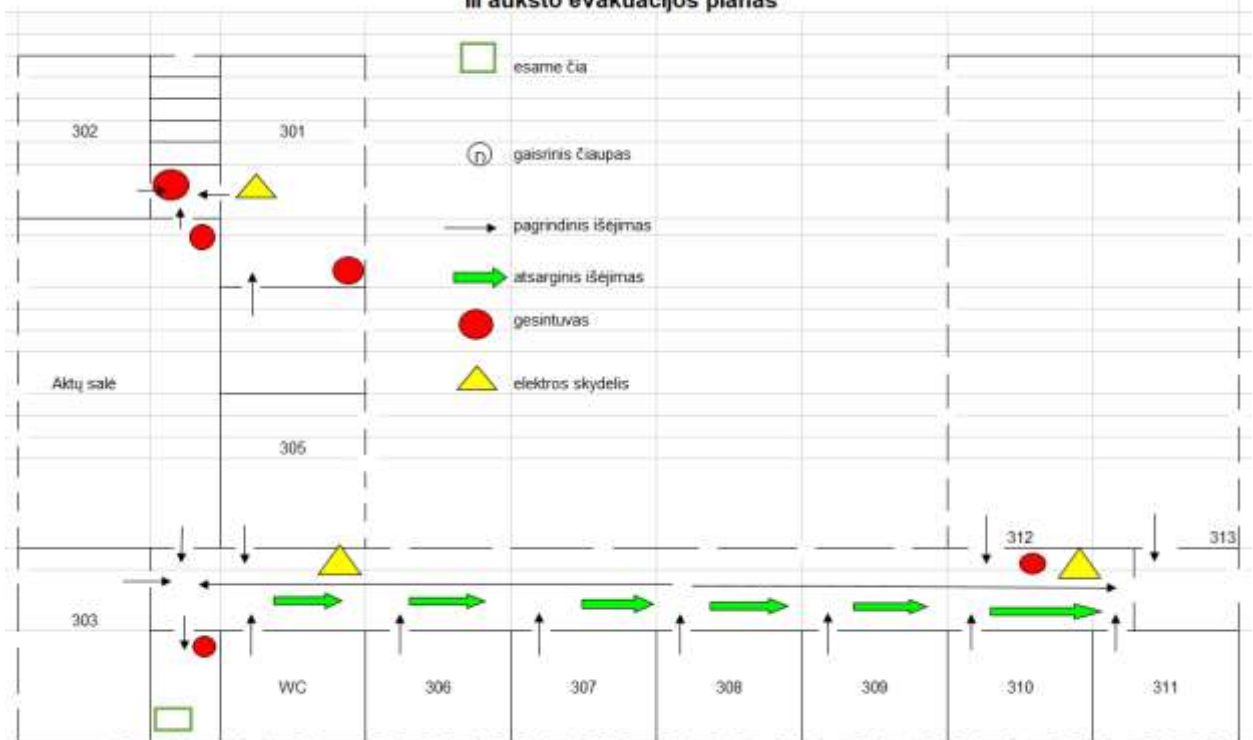 III aukšto evakuacijos planas
esame čia
302
301
gaisrinis čiaupas
pagrindinis išėjimas
atsarginis išėjimas
gesintuvas
Aktų salė
elektros skydelis
305
312
313
303
WC
306
307
308
309
310
311